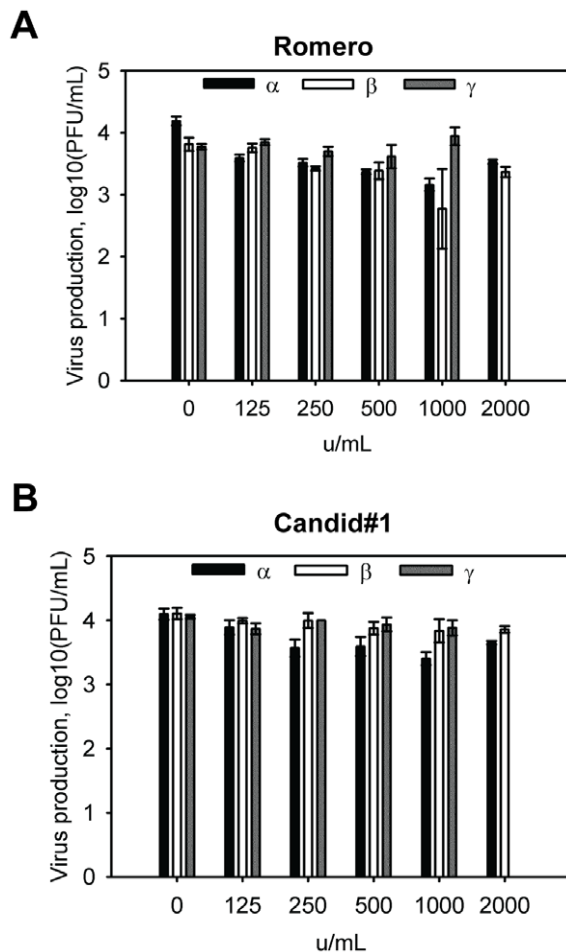 A
Romero
α β γ
Virus production, log10(PFU/mL)
5
4
3
2
1
0
0 125 250 500 1000 2000
u/mL
B
Candid#1
α β γ
Virus production, log10(PFU/mL)
5
4
3
2
1
0
0 125 250 500 1000 2000
u/mL